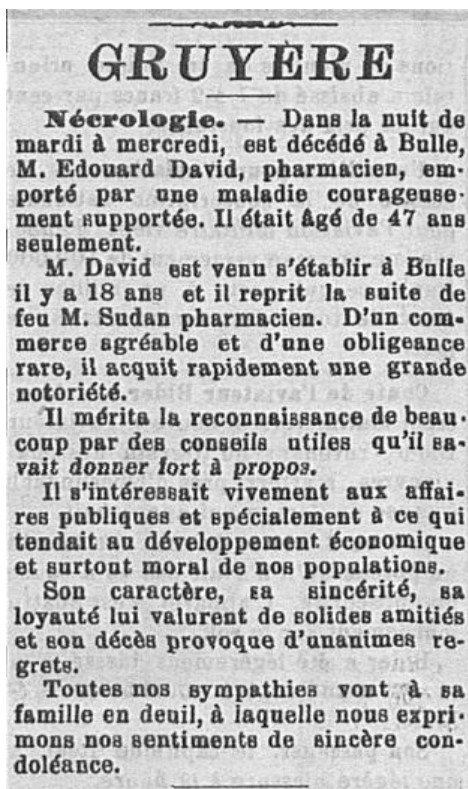 GRUYÈRE
Nécrologie. — Dans la nuit de
mardi à mercredi, est décédé à Bulle,
M. Edouard David, pharmacien, em-
porté par une maladie courageuse-
ment supportée. Il était âgé de 47 ans
seulement.
M. David est venu s'établir à Bulle
il y a 18 ans et il reprit la suite de
feu M. Sudan pharmacien. D'un com-
merce agréable et d'une obligeance
rare, il acquit rapidement une grande
notoriété.
Il mérita la reconnaissance de beau-
coup par des conseils utiles qu'il sa-
vait donner fort à propos.
Il s'intéressait vivement aux affai-
res publiques et spécialement à ce qui
tendait au développement économique
et surtout moral de nos populations.
Son caractère, sa sincérité, sa
loyauté lui valurent de solides amitiés
et son décès provoque d'unanimes re-
grets.
Toutes nos sympathies vont à sa
famille en deuil, à laquelle nous expri-
mons nos sentiments de sincère con-
doléance.